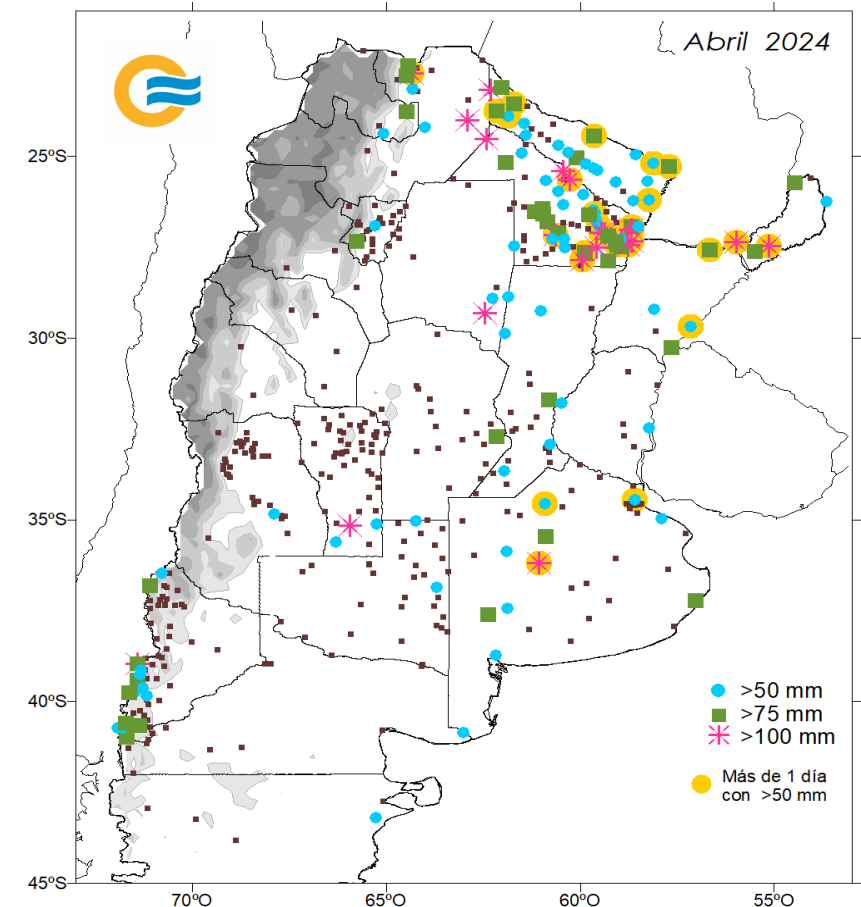 Abril 2024
25ºS
30ºS
35ºS
40ºS
45ºS
>50 mm
>75 mm
>100 mm
Más de 1 día
con >50 mm
70ºO
65ºO
60ºO
55ºO